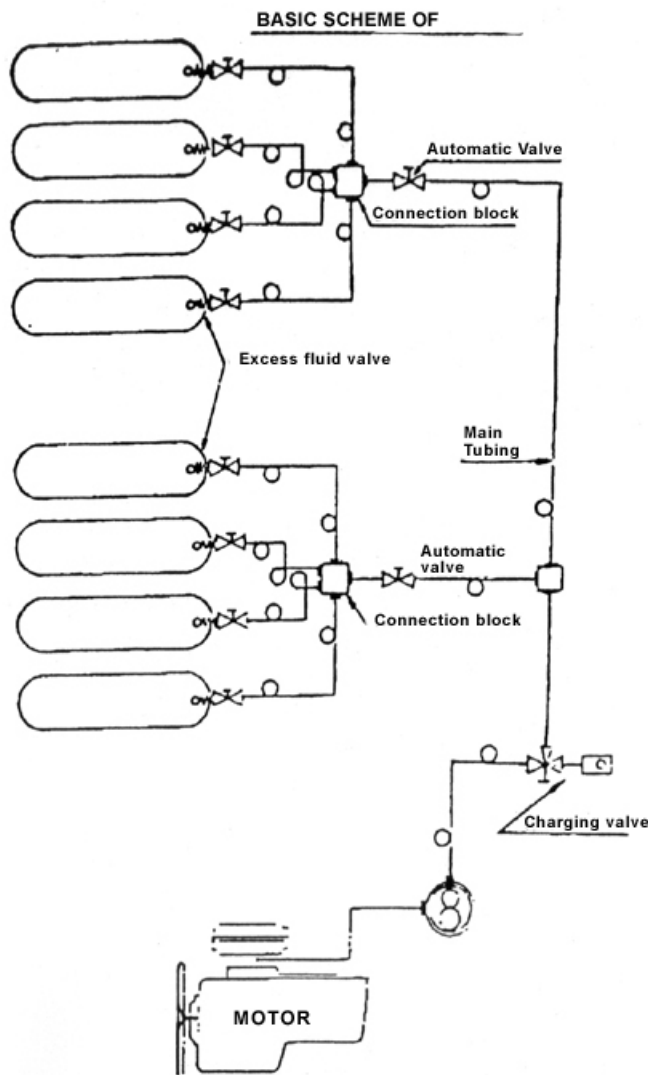 BASIC SCHEME OF
Automatic Valve
Connection block
Excess fluid valve
Main
Tubing
Automatic
valve
Connection block
Charging valve
MOTOR